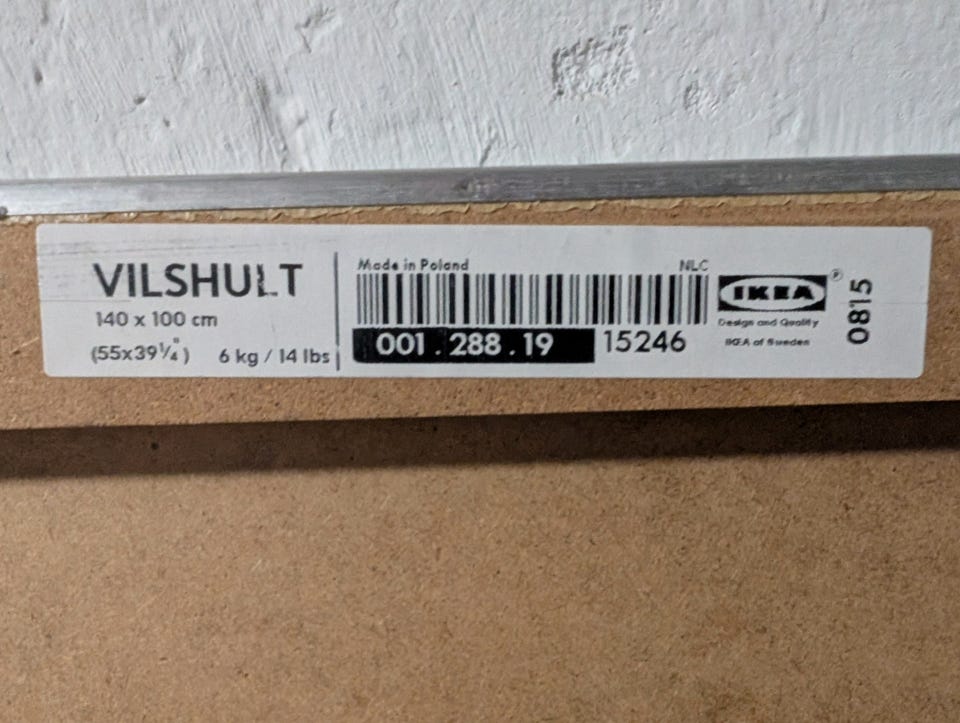 VILSHULT
140 x 100 cm
(55x39¼") 6 kg / 14 lbs
Made in Poland NLC
001.288.19 15246
IKEA®
Design and Quality
IKEA of Sweden
0815